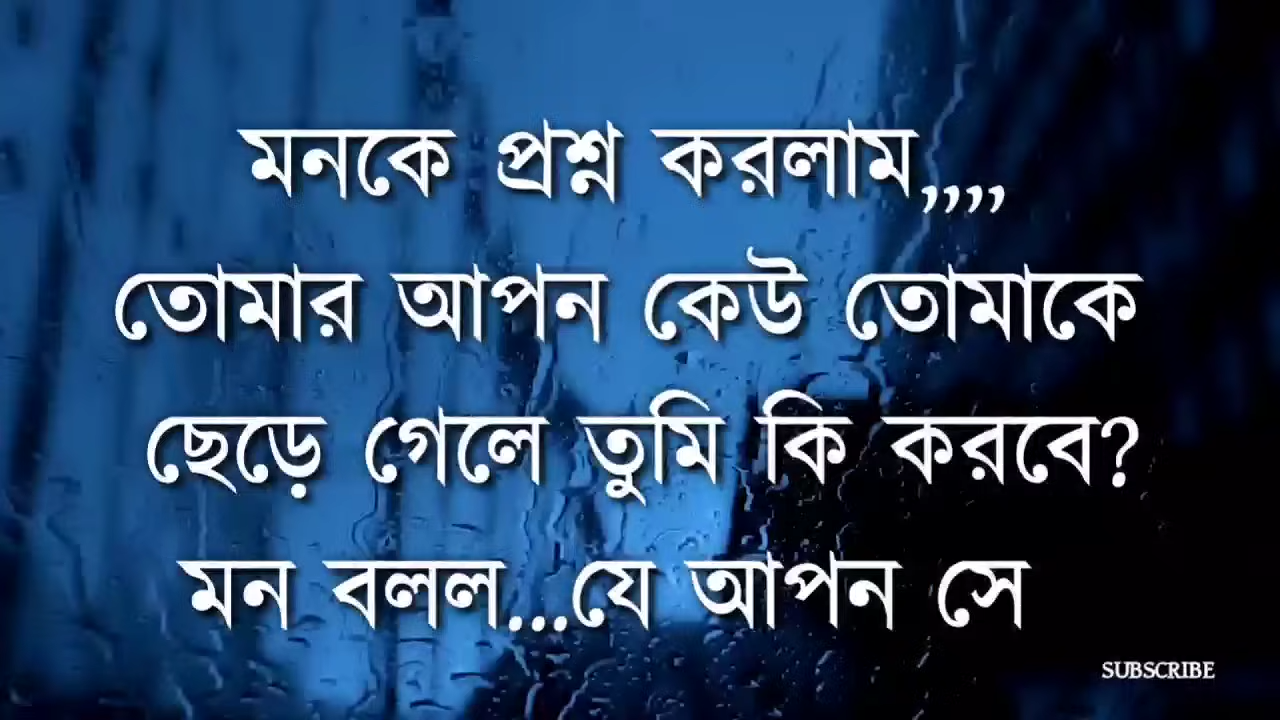 মনকে প্রশ্ন করলাম,,,,
তোমার আপন কেউ তোমাকে
ছেড়ে গেলে তুমি কি করবে?
মন বলল...যে আপন সে
SUBSCRIBE